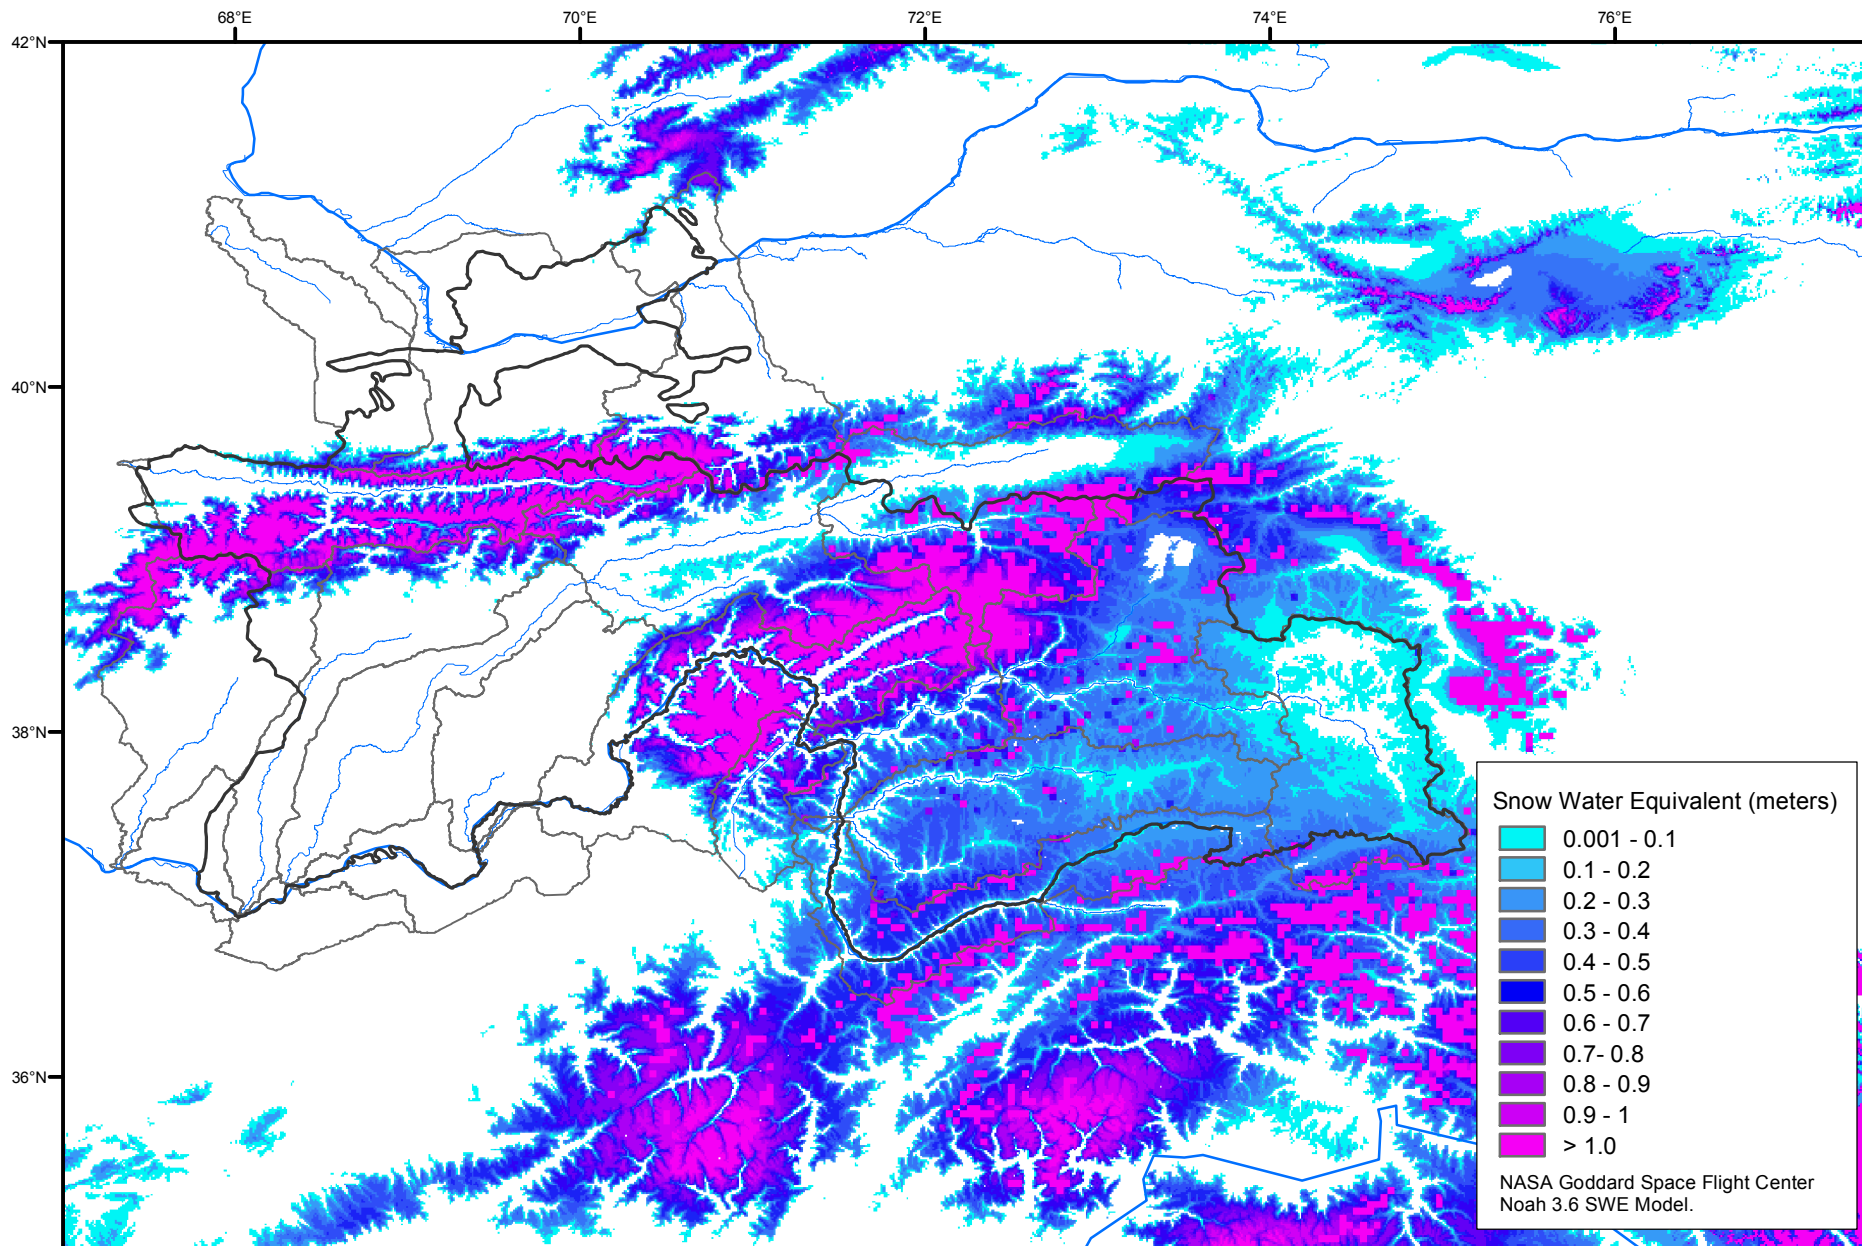 68°E
70°E
72°E
74°E
76°E
42°N
40°N
38°N
36°N
Snow Water Equivalent (meters)
0.001 - 0.1
0.1 - 0.2
0.2 - 0.3
0.3 - 0.4
0.4 - 0.5
0.5 - 0.6
0.6 - 0.7
0.7- 0.8
0.8 - 0.9
0.9 - 1
> 1.0
NASA Goddard Space Flight Center
Noah 3.6 SWE Model.